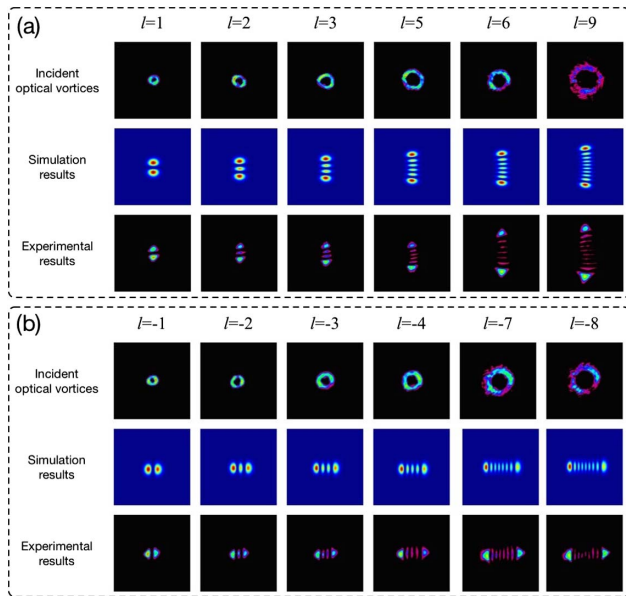 (a)
l=1 l=2 l=3 l=5 l=6 l=9
Incident
optical vortices
Simulation
results
Experimental
results
(b)
l=-1 l=-2 l=-3 l=-4 l=-7 l=-8
Incident
optical vortices
Simulation
results
Experimental
results